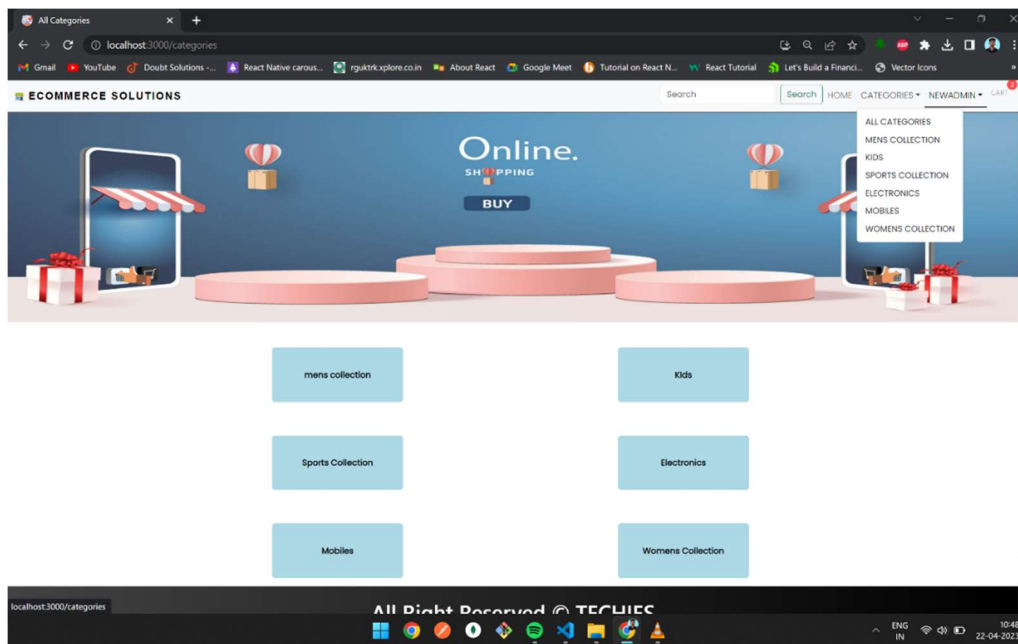 All Categories
localhost:3000/categories
Gmail YouTube Doubt Solutions -... React Native carous... rguktrk.xplore.co.in About React Google Meet Tutorial on React N... React Tutorial Let's Build a Financi... Vector Icons »
ECOMMERCE SOLUTIONS Search Search HOME CATEGORIES NEWADMIN CART 2
ALL CATEGORIES
MENS COLLECTION
KIDS
SPORTS COLLECTION
ELECTRONICS
MOBILES
WOMENS COLLECTION
Online.
SHOPPING
BUY
mens collection KIds
Sports Collection Electronics
Mobiles Womens Collection
All Right Reserved © TECHIES
localhost:3000/categories
ENG
IN
10:48
22-04-2023